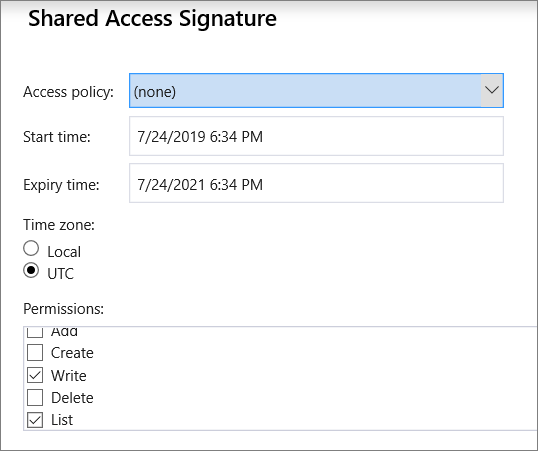 Shared Access Signature
Access policy: (none)
Start time: 7/24/2019 6:34 PM
Expiry time: 7/24/2021 6:34 PM
Time zone:
Local
UTC
Permissions:
Add
Create
Write
Delete
List